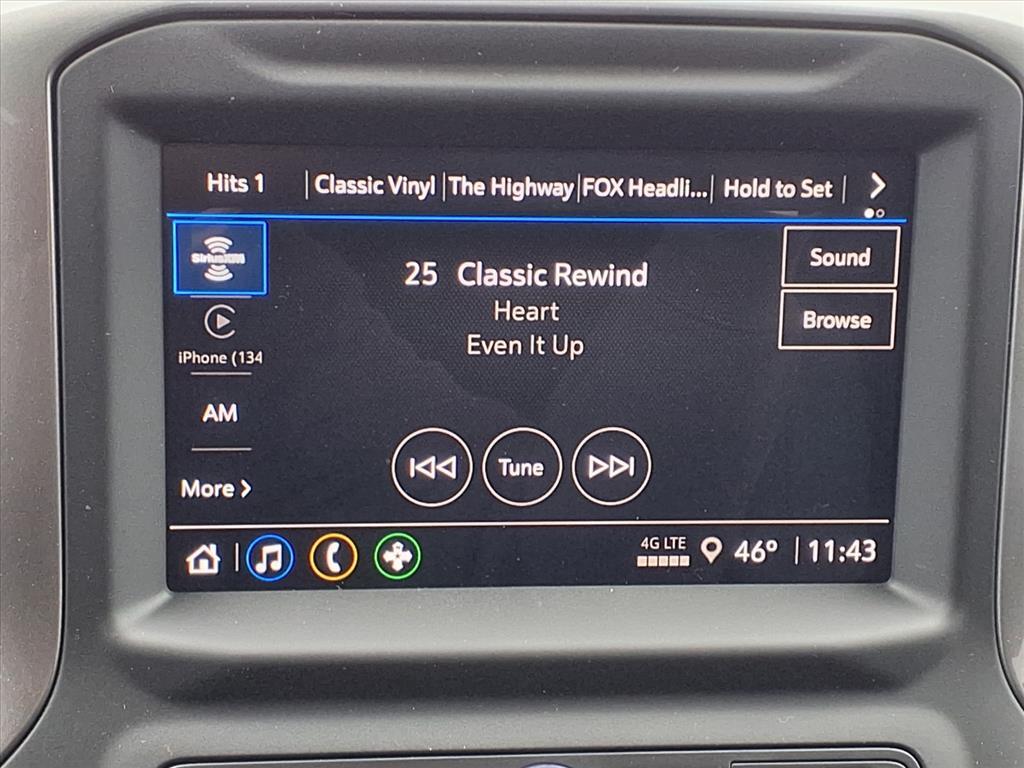 Hits 1 Classic Vinyl The Highway FOX Headli... Hold to Set
SiriusXM
25 Classic Rewind
Sound
Heart
Browse
iPhone (134
Even It Up
AM
Tune
More
4G LTE
46° 11:43